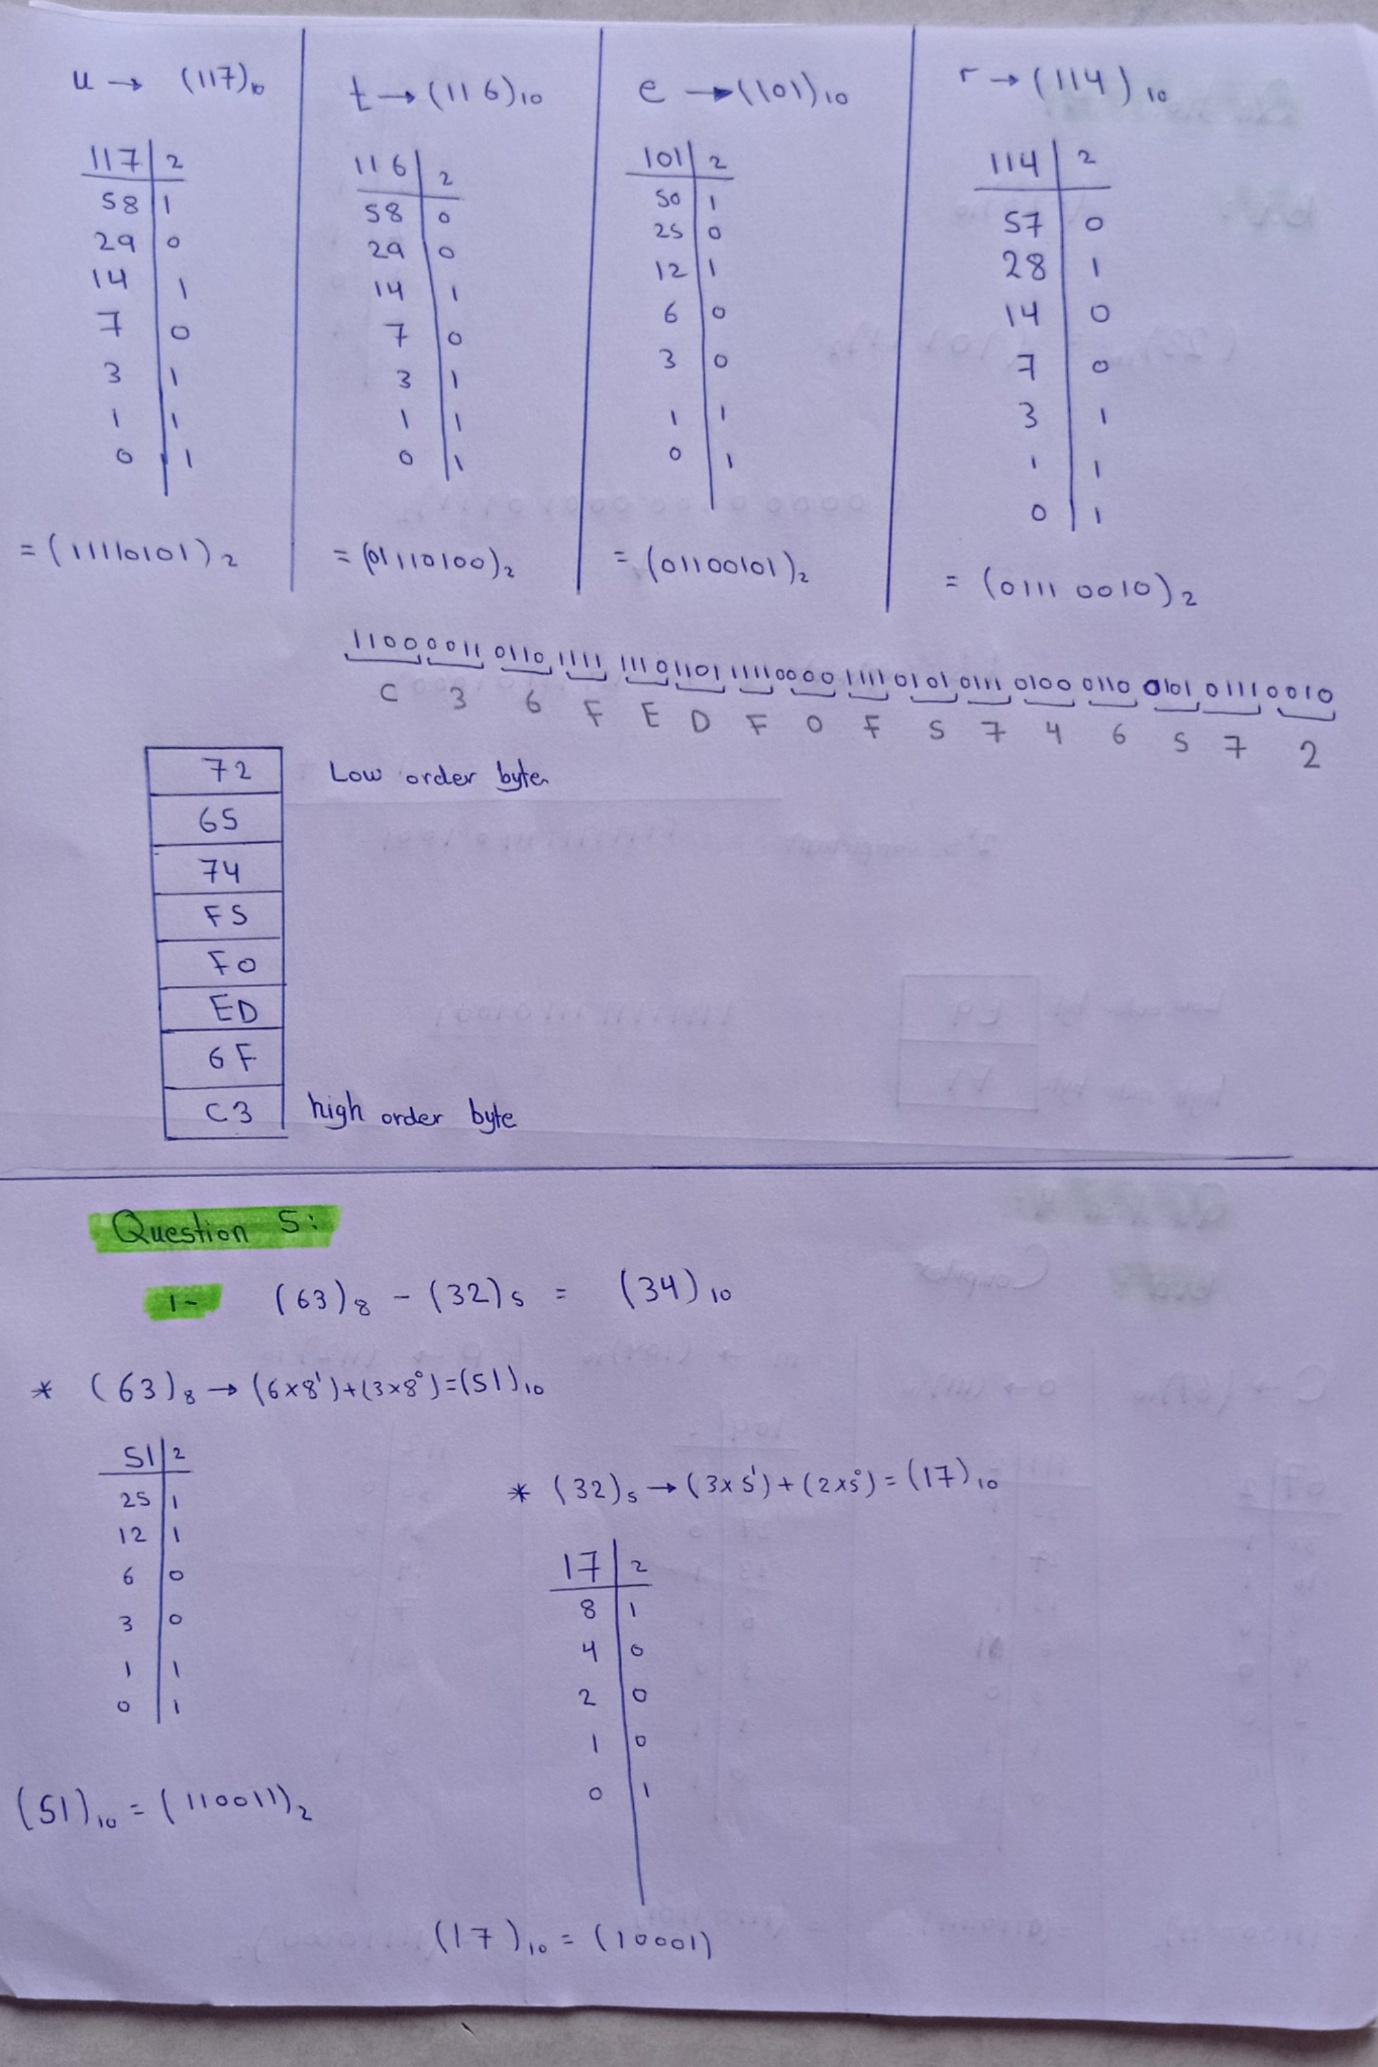 u → (117)₁₀
117 2
58 1
29 0
14 1
7 0
3 1
1 1
0 1
= (11110101)₂
t → (116)₁₀
116 2
58 0
29 0
14 1
7 0
3 1
1 1
0 1
= (01110100)₂
e → (101)₁₀
101 2
50 1
25 0
12 1
6 0
3 0
1 1
0 1
= (01100101)₂
r → (114)₁₀
114 2
57 0
28 1
14 0
7 0
3 1
1 1
0 1
= (0111 0010)₂
1100 0011 0110 1111 1110 1101 1111 0000 1111 0101 0111 0100 0110 0101 0111 0010
C 3 6 F E D F 0 F 5 7 4 6 5 7 2
72 Low order byte
65
74
F5
F0
ED
6F
C3 high order byte
Question 5:
1- (63)₈ - (32)₅ = (34)₁₀
* (63)₈ → (6×8¹)+(3×8⁰)=(51)₁₀
51 2
25 1
12 1
6 0
3 0
1 1
0 1
(51)₁₀ = (110011)₂
* (32)₅ → (3×5¹)+(2×5⁰)=(17)₁₀
17 2
8 1
4 0
2 0
1 0
0 1
(17)₁₀ = (10001)